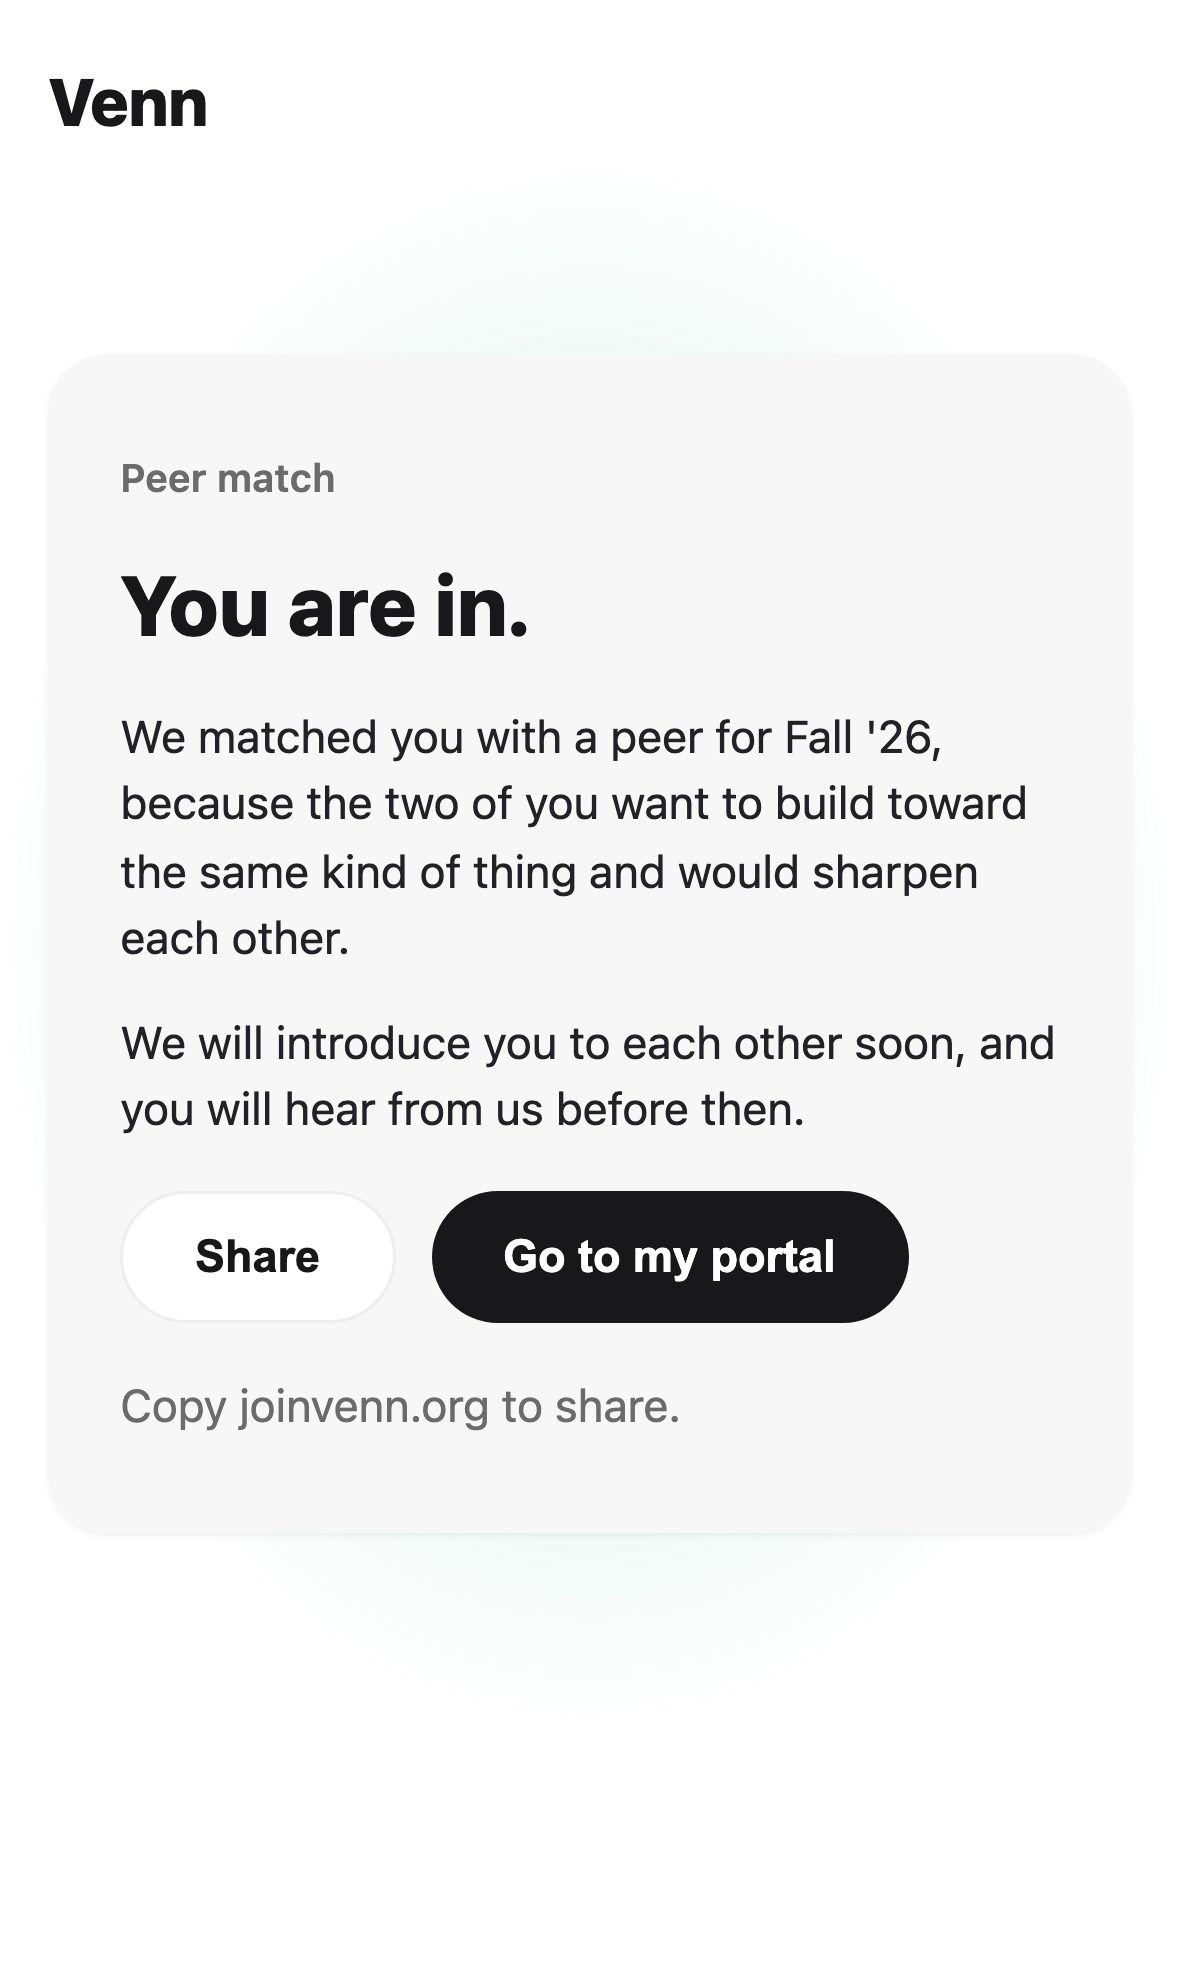 Venn
Peer match
You are in.
We matched you with a peer for Fall '26,
because the two of you want to build toward
the same kind of thing and would sharpen
each other.
We will introduce you to each other soon, and
you will hear from us before then.
Share
Go to my portal
Copy joinvenn.org to share.